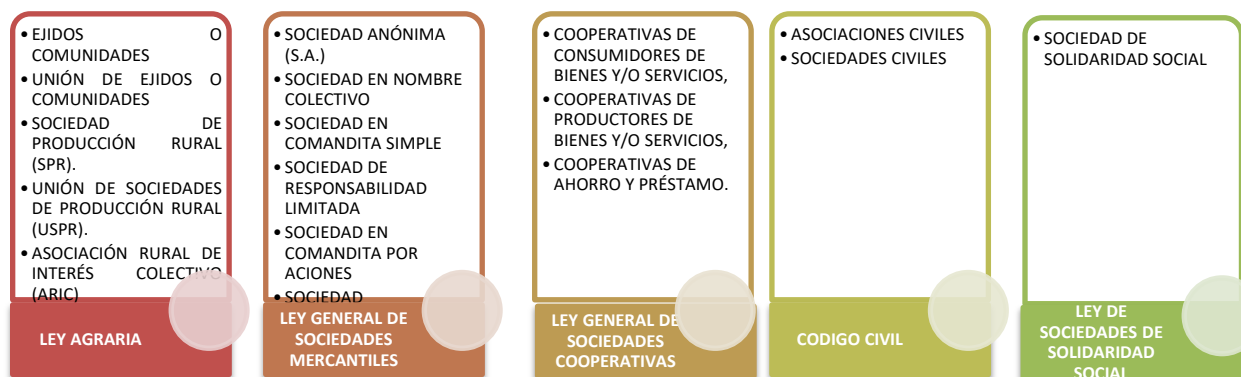 • EJIDOS O
COMUNIDADES
• UNIÓN DE EJIDOS O
COMUNIDADES
• SOCIEDAD DE
PRODUCCIÓN RURAL
(SPR).
• UNIÓN DE SOCIEDADES
DE PRODUCCIÓN RURAL
(USPR).
• ASOCIACIÓN RURAL DE
INTERÉS COLECTIVO
(ARIC)
LEY AGRARIA
• SOCIEDAD ANÓNIMA
(S.A.)
• SOCIEDAD EN NOMBRE
COLECTIVO
• SOCIEDAD EN
COMANDITA SIMPLE
• SOCIEDAD DE
RESPONSABILIDAD
LIMITADA
• SOCIEDAD EN
COMANDITA POR
ACCIONES
• SOCIEDAD
LEY GENERAL DE
SOCIEDADES
MERCANTILES
• COOPERATIVAS DE
CONSUMIDORES DE
BIENES Y/O SERVICIOS,
• COOPERATIVAS DE
PRODUCTORES DE
BIENES Y/O SERVICIOS,
• COOPERATIVAS DE
AHORRO Y PRÉSTAMO.
LEY GENERAL DE
SOCIEDADES
COOPERATIVAS
• ASOCIACIONES CIVILES
• SOCIEDADES CIVILES
CODIGO CIVIL
• SOCIEDAD DE
SOLIDARIDAD SOCIAL
LEY DE
SOCIEDADES DE
SOLIDARIDAD
SOCIAL